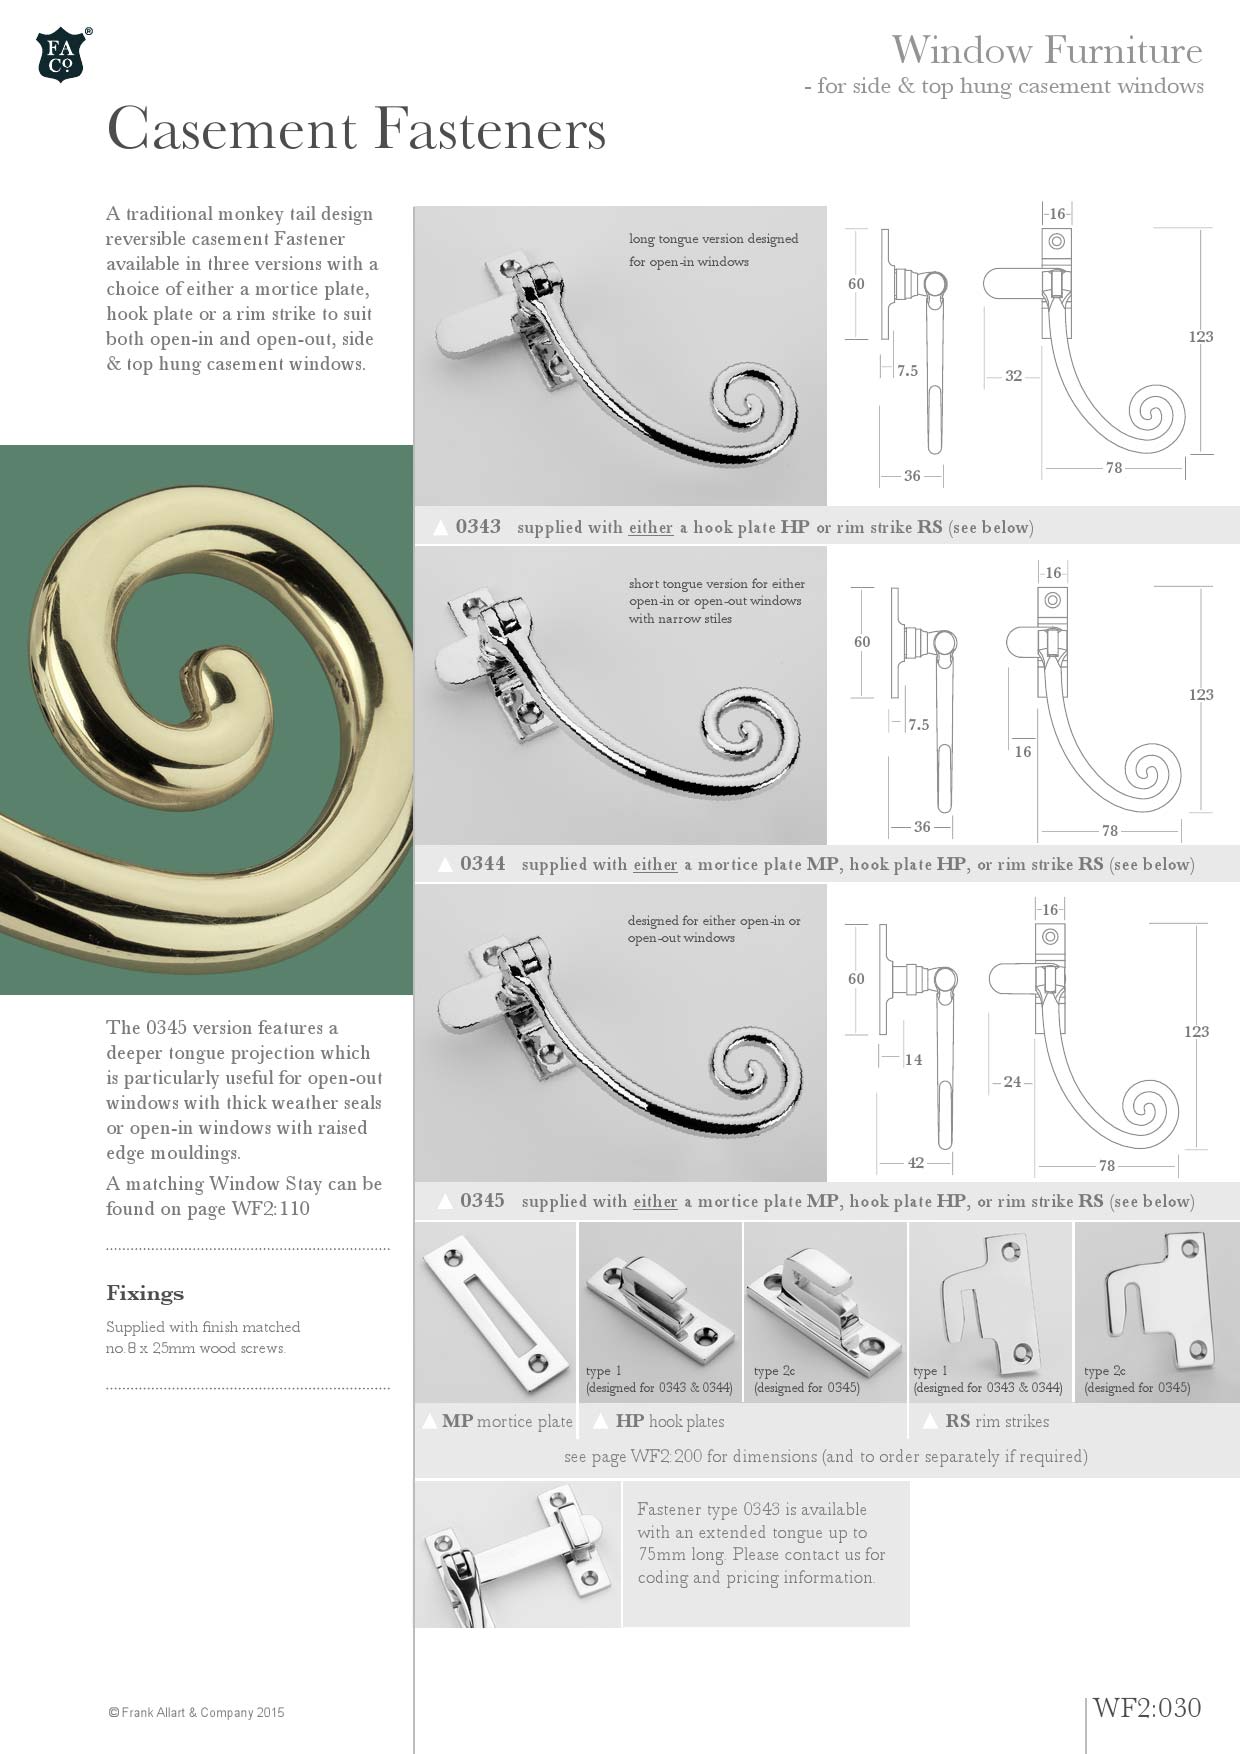 FA
Co.
®
Window Furniture
- for side & top hung casement windows
Casement Fasteners
A traditional monkey tail design
reversible casement Fastener
available in three versions with a
choice of either a mortice plate,
hook plate or a rim strike to suit
both open-in and open-out, side
& top hung casement windows.
long tongue version designed
for open-in windows
16
60
123
7.5
32
78
36
0343 supplied with either a hook plate HP or rim strike RS (see below)
short tongue version for either
open-in or open-out windows
with narrow stiles
16
60
123
7.5
16
36
78
0344 supplied with either a mortice plate MP, hook plate HP, or rim strike RS (see below)
designed for either open-in or
open-out windows
16
60
123
14
24
42
78
0345 supplied with either a mortice plate MP, hook plate HP, or rim strike RS (see below)
The 0345 version features a
deeper tongue projection which
is particularly useful for open-out
windows with thick weather seals
or open-in windows with raised
edge mouldings.
A matching Window Stay can be
found on page WF2:110
Fixings
Supplied with finish matched
no.8 x 25mm wood screws.
type 1
(designed for 0343 & 0344)
type 2c
(designed for 0345)
type 1
(designed for 0343 & 0344)
type 2c
(designed for 0345)
MP mortice plate
HP hook plates
RS rim strikes
see page WF2:200 for dimensions (and to order separately if required)
Fastener type 0343 is available
with an extended tongue up to
75mm long. Please contact us for
coding and pricing information.
© Frank Allart & Company 2015
WF2:030